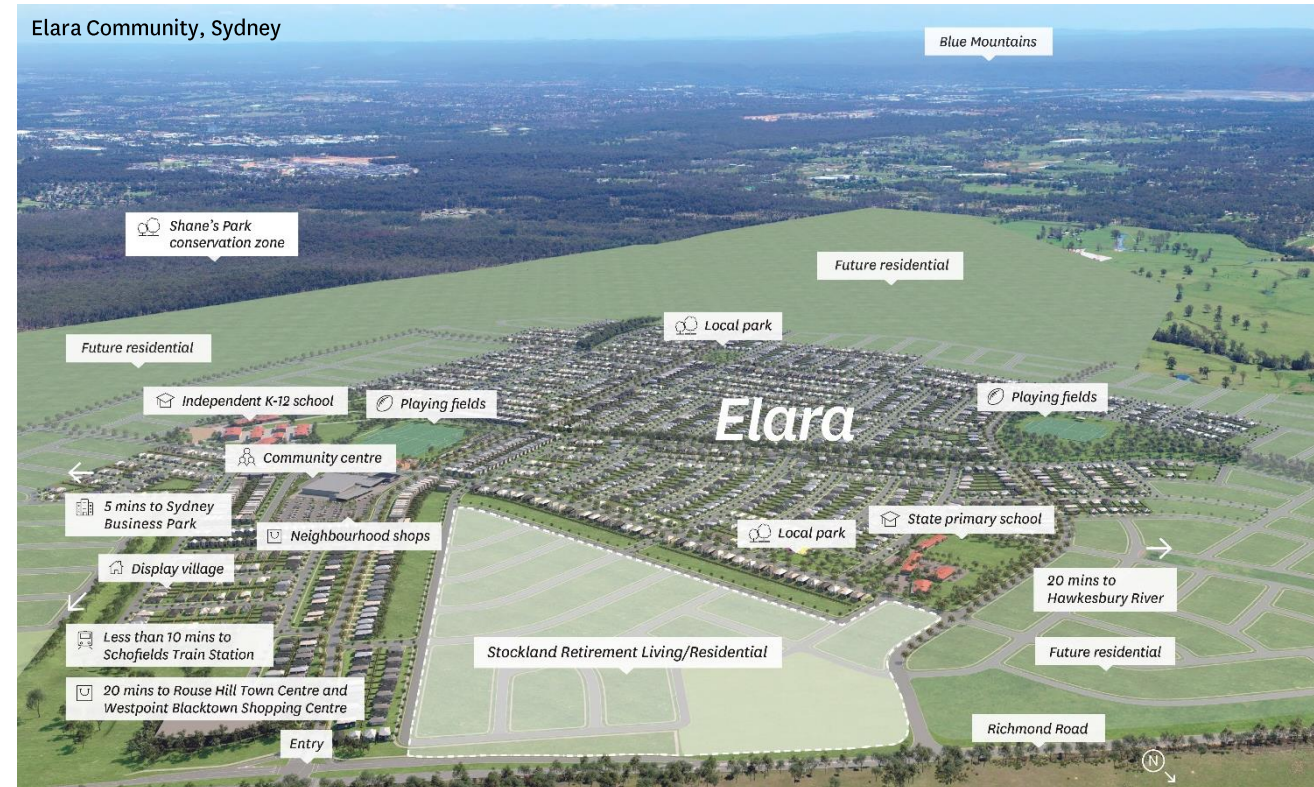 Elara Community, Sydney
Blue Mountains
Shane's Park
conservation zone
Future residential
Local park
Future residential
Independent K-12 school
Playing fields
Playing fields
Elara
Community centre
5 mins to Sydney
Business Park
Neighbourhood shops
Local park
State primary school
Display village
20 mins to
Hawkesbury River
Less than 10 mins to
Schofields Train Station
Stockland Retirement Living/Residential
Future residential
20 mins to Rouse Hill Town Centre and
Westpoint Blacktown Shopping Centre
Entry
Richmond Road
N